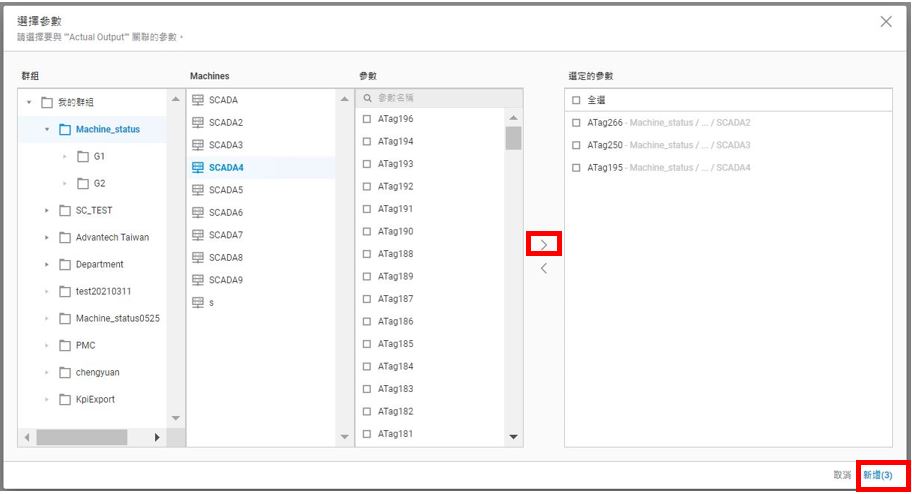 選擇參數
請選擇要與 "'Actual Output'" 關聯的參數。
群組
我的群組
Machine_status
G1
G2
SC_TEST
Advantech Taiwan
Department
test20210311
Machine_status0525
PMC
chengyuan
KpiExport
Machines
SCADA
SCADA2
SCADA3
SCADA4
SCADA5
SCADA6
SCADA7
SCADA8
SCADA9
s
參數
參數名稱
ATag196
ATag194
ATag193
ATag192
ATag191
ATag190
ATag188
ATag189
ATag187
ATag186
ATag185
ATag184
ATag183
ATag182
ATag181
選定的參數
全選
ATag266 - Machine_status / ... / SCADA2
ATag250 - Machine_status / ... / SCADA3
ATag195 - Machine_status / ... / SCADA4
取消 新增(3)